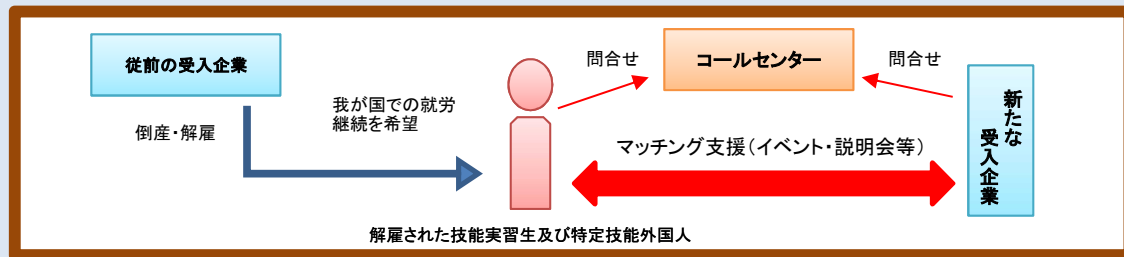 従前の受入企業
倒産・解雇
我が国での就労
継続を希望
問合せ
コールセンター
問合せ
新たな
受入企業
マッチング支援(イベント・説明会等)
解雇された技能実習生及び特定技能外国人